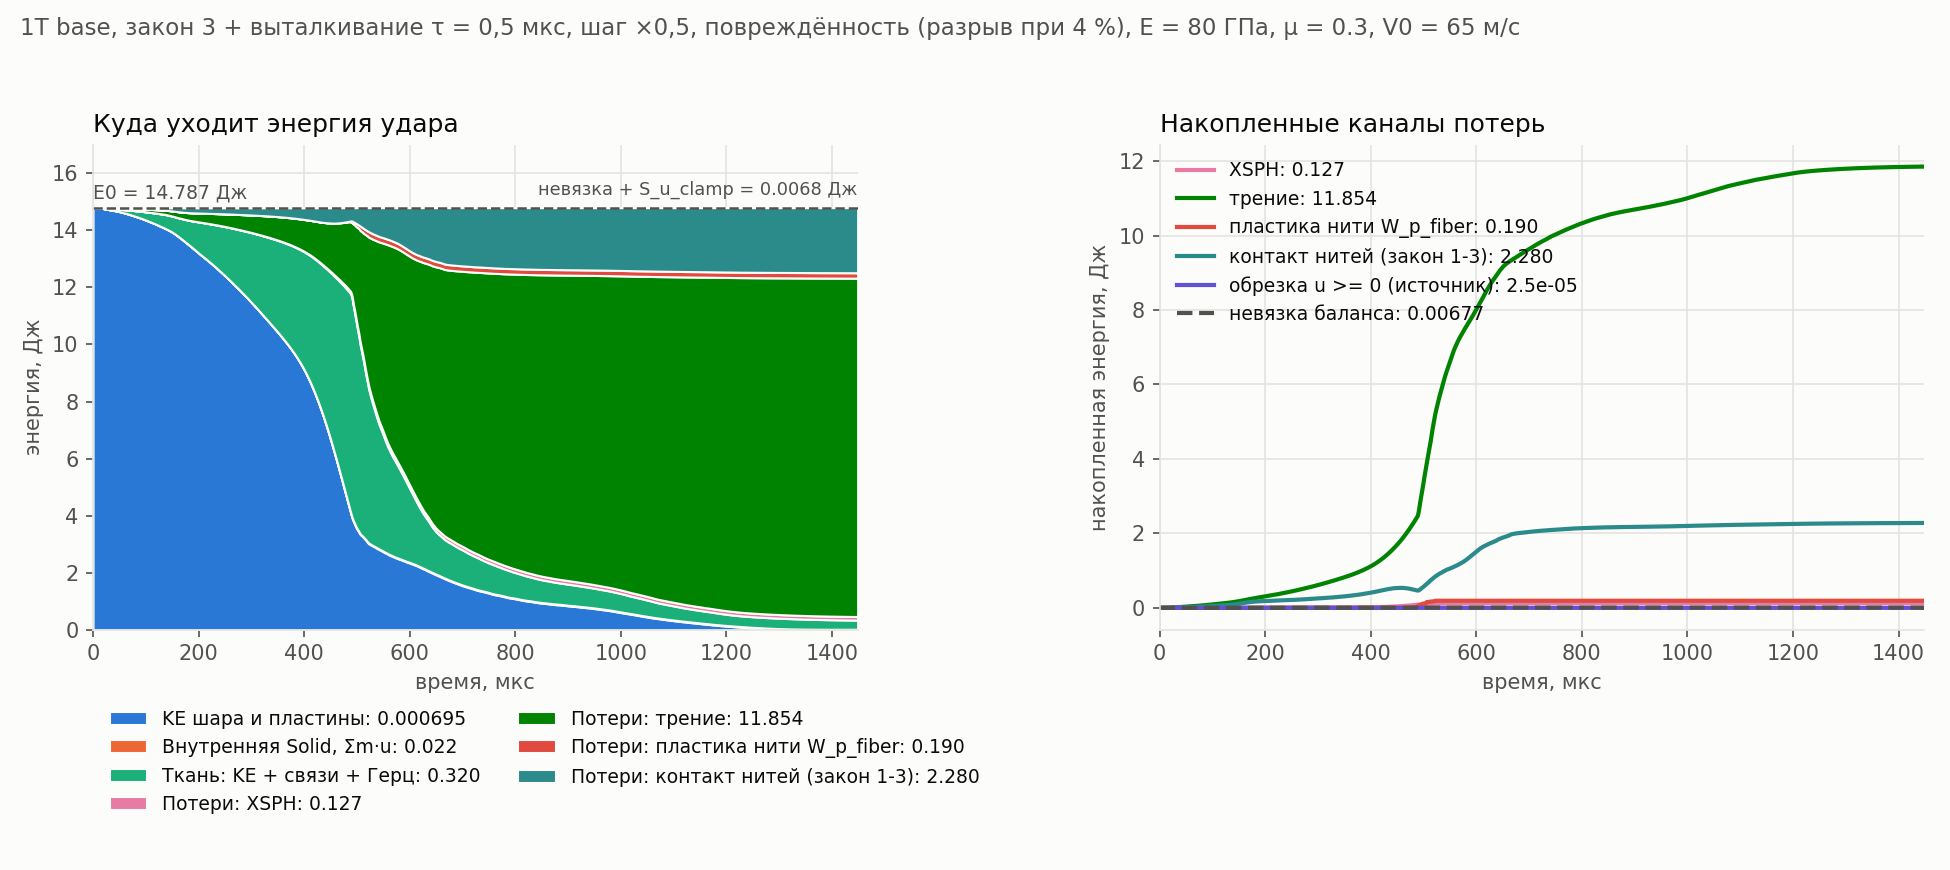 1T base, закон 3 + выталкивание τ = 0,5 мкс, шаг ×0,5, повреждённость (разрыв при 4 %), E = 80 ГПа, μ = 0.3, V0 = 65 м/с
Куда уходит энергия удара
E0 = 14.787 Дж
невязка + S_u_clamp = 0.0068 Дж
энергия, Дж
16
14
12
10
8
6
4
2
0
0 200 400 600 800 1000 1200 1400
время, мкс
KE шара и пластины: 0.000695
Внутренняя Solid, Σm·u: 0.022
Ткань: KE + связи + Герц: 0.320
Потери: XSPH: 0.127
Потери: трение: 11.854
Потери: пластика нити W_p_fiber: 0.190
Потери: контакт нитей (закон 1-3): 2.280
Накопленные каналы потерь
накопленная энергия, Дж
12
10
8
6
4
2
0
XSPH: 0.127
трение: 11.854
пластика нити W_p_fiber: 0.190
контакт нитей (закон 1-3): 2.280
обрезка u >= 0 (источник): 2.5e-05
невязка баланса: 0.00677
0 200 400 600 800 1000 1200 1400
время, мкс